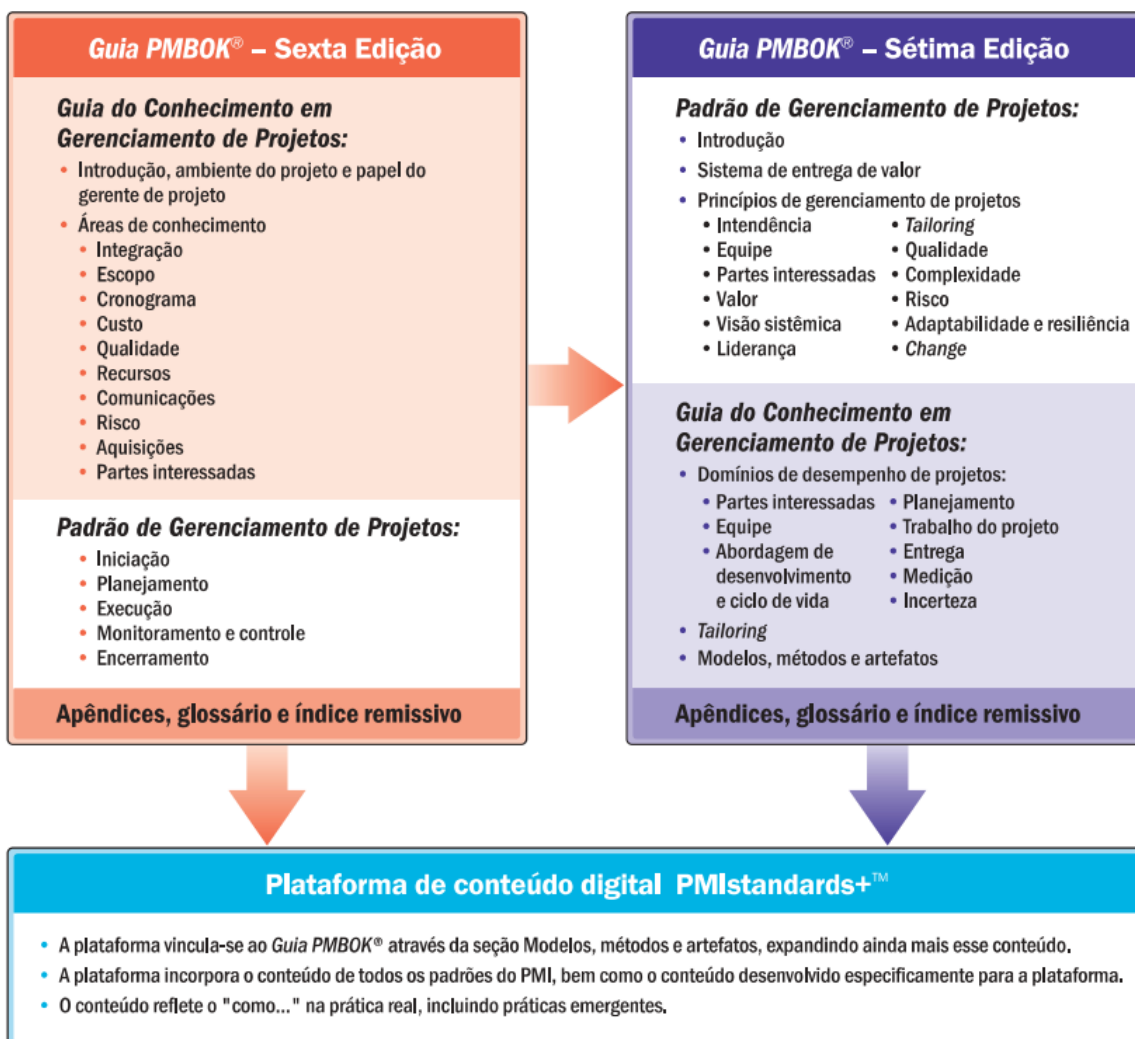 Guia PMBOK® – Sexta Edição
Guia do Conhecimento em
Gerenciamento de Projetos:
• Introdução, ambiente do projeto e papel do
gerente de projeto
• Áreas de conhecimento
• Integração
• Escopo
• Cronograma
• Custo
• Qualidade
• Recursos
• Comunicações
• Risco
• Aquisições
• Partes interessadas
Padrão de Gerenciamento de Projetos:
• Iniciação
• Planejamento
• Execução
• Monitoramento e controle
• Encerramento
Apêndices, glossário e índice remissivo
Guia PMBOK® – Sétima Edição
Padrão de Gerenciamento de Projetos:
• Introdução
• Sistema de entrega de valor
• Princípios de gerenciamento de projetos
• Intendência
• Equipe
• Partes interessadas
• Valor
• Visão sistêmica
• Liderança
• Tailoring
• Qualidade
• Complexidade
• Risco
• Adaptabilidade e resiliência
• Change
Guia do Conhecimento em
Gerenciamento de Projetos:
• Domínios de desempenho de projetos:
• Partes interessadas
• Equipe
• Abordagem de
desenvolvimento
e ciclo de vida
• Planejamento
• Trabalho do projeto
• Entrega
• Medição
• Incerteza
• Tailoring
• Modelos, métodos e artefatos
Apêndices, glossário e índice remissivo
Plataforma de conteúdo digital PMIstandards+™
• A plataforma vincula-se ao Guia PMBOK® através da seção Modelos, métodos e artefatos, expandindo ainda mais esse conteúdo.
• A plataforma incorpora o conteúdo de todos os padrões do PMI, bem como o conteúdo desenvolvido especificamente para a plataforma.
• O conteúdo reflete o "como..." na prática real, incluindo práticas emergentes.